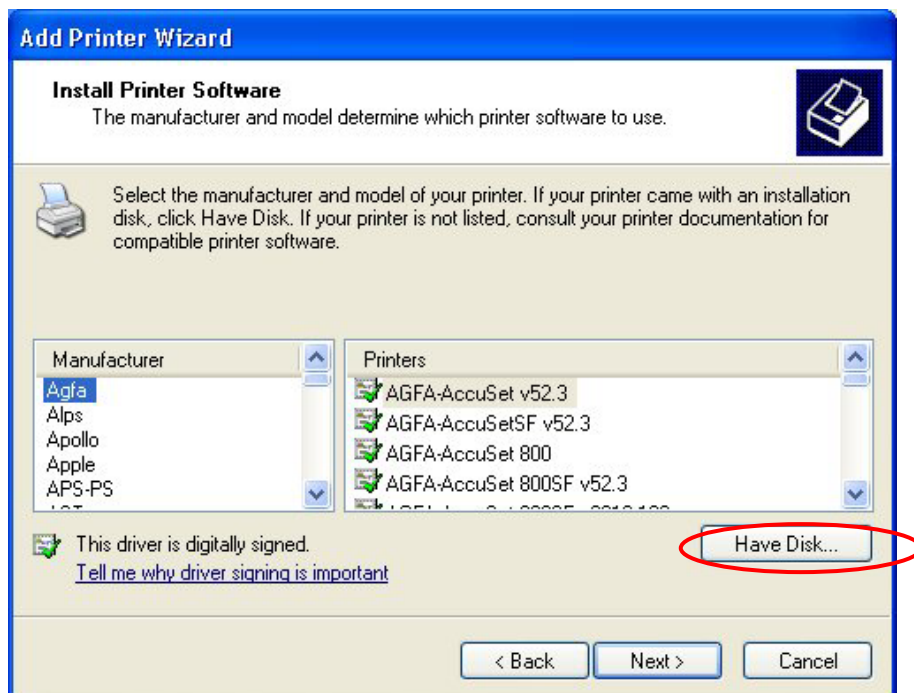 Add Printer Wizard
Install Printer Software
The manufacturer and model determine which printer software to use.
Select the manufacturer and model of your printer. If your printer came with an installation
disk, click Have Disk. If your printer is not listed, consult your printer documentation for
compatible printer software.
Manufacturer
Agfa
Alps
Apollo
Apple
APS-PS
Printers
AGFA-AccuSet v52.3
AGFA-AccuSetSF v52.3
AGFA-AccuSet 800
AGFA-AccuSet 800SF v52.3
This driver is digitally signed.
Tell me why driver signing is important
Have Disk...
< Back
Next >
Cancel